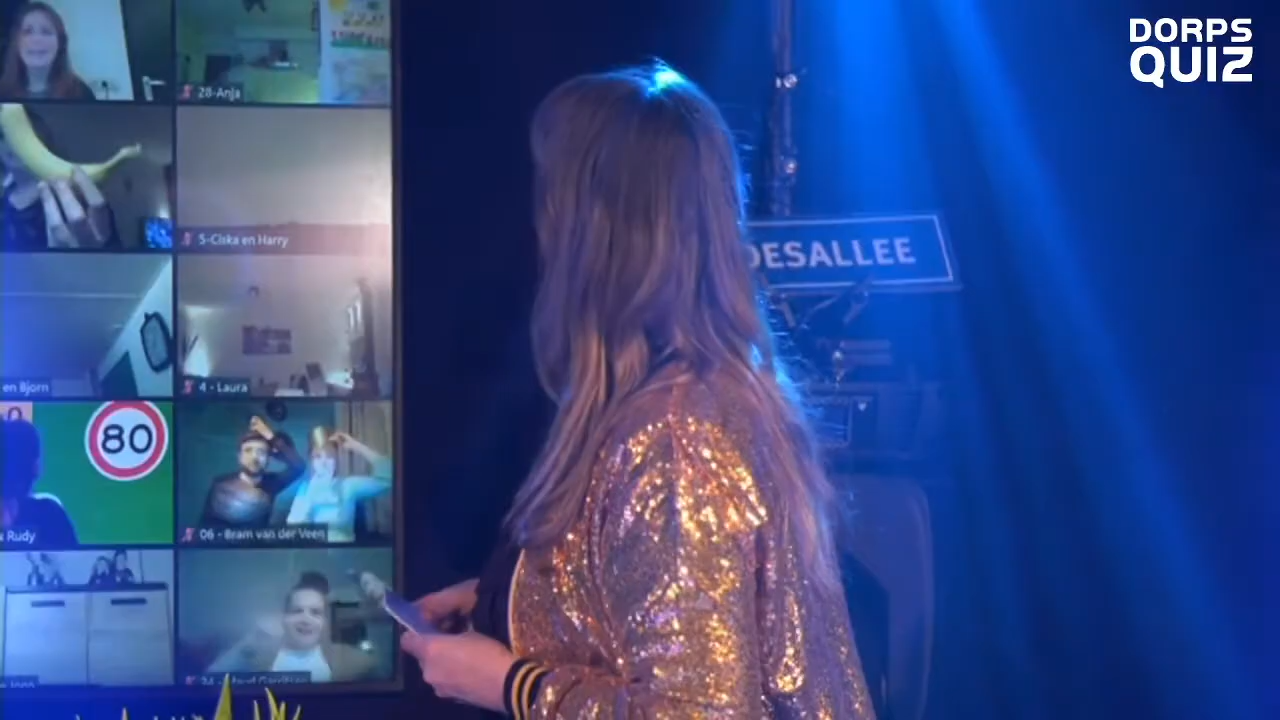 DORPS
QUIZ
28-Anja
5-Ciska en Harry
DESALLEE
en Bjorn
4 - Laura
80
Rudy
06 - Bram van der Veen